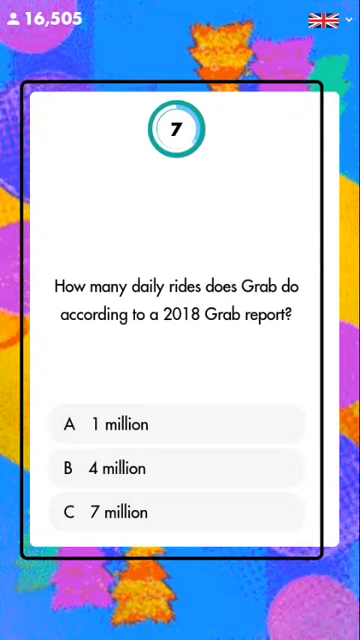 16,505
7
How many daily rides does Grab do
according to a 2018 Grab report?
A 1 million
B 4 million
C 7 million